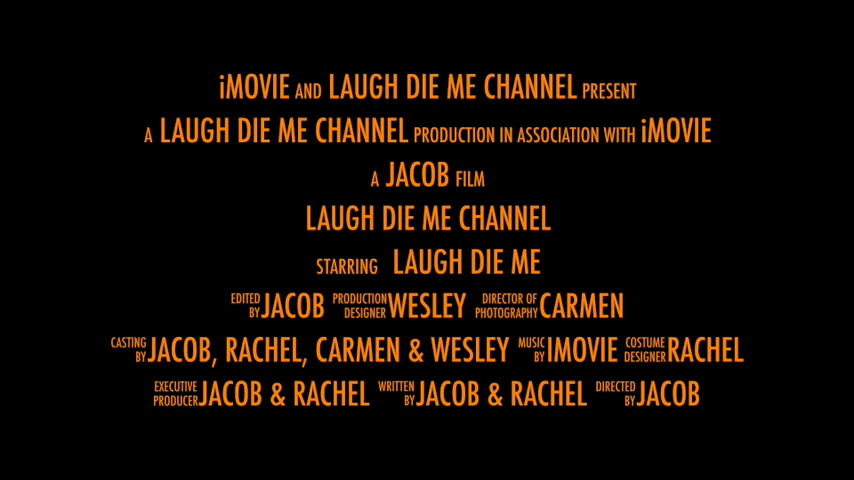 iMOVIE AND LAUGH DIE ME CHANNEL PRESENT
A LAUGH DIE ME CHANNEL PRODUCTION IN ASSOCIATION WITH iMOVIE
A JACOB FILM
LAUGH DIE ME CHANNEL
STARRING LAUGH DIE ME
EDITED BY JACOB PRODUCTION DESIGNER WESLEY DIRECTOR OF PHOTOGRAPHY CARMEN
CASTING BY JACOB, RACHEL, CARMEN & WESLEY MUSIC BY IMOVIE COSTUME DESIGNER RACHEL
EXECUTIVE PRODUCER JACOB & RACHEL WRITTEN BY JACOB & RACHEL DIRECTED BY JACOB